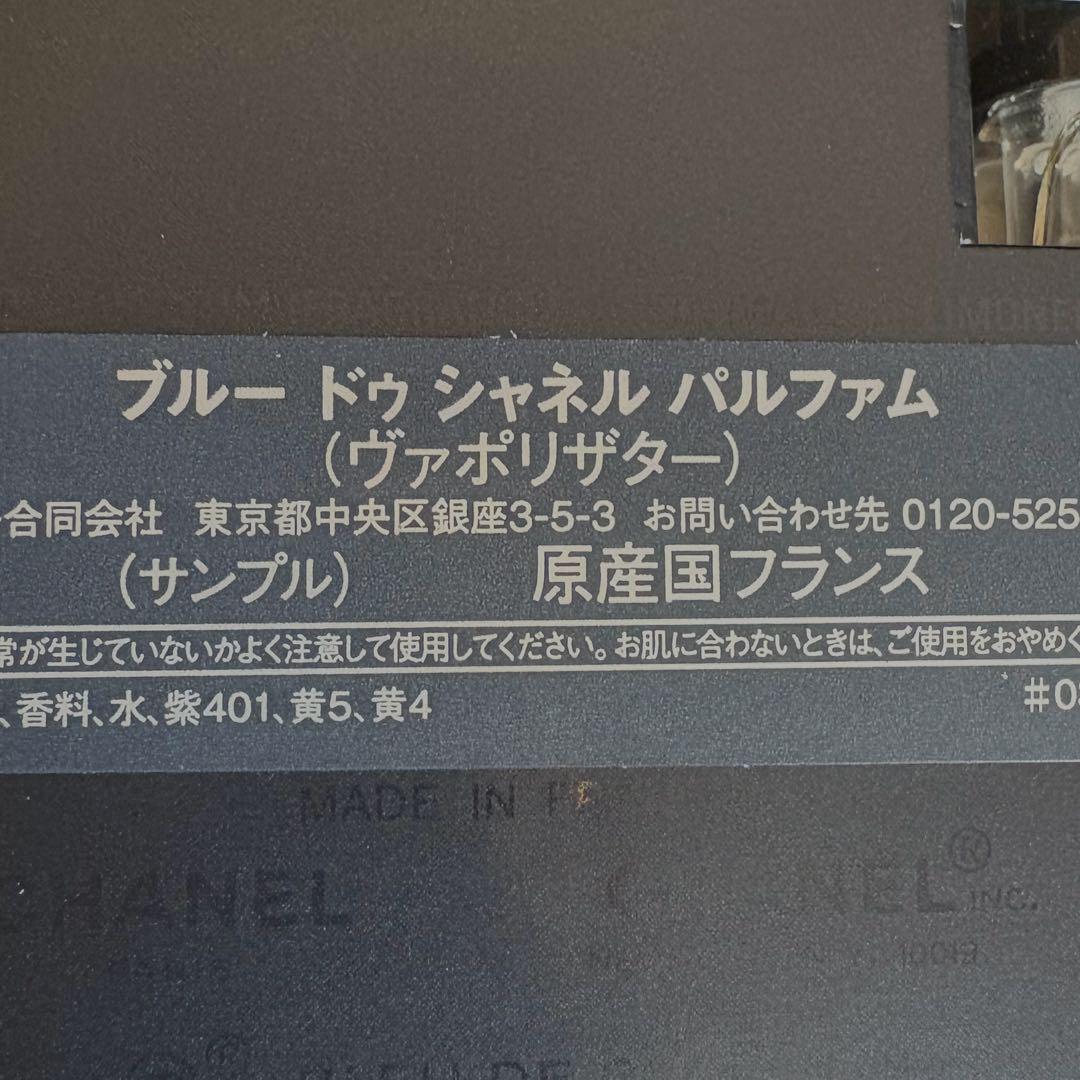 ブルー ドゥ シャネル パルファム
(ヴァポリザター)
合同会社 東京都中央区銀座3-5-3 お問い合わせ先 0120-525
(サンプル) 原産国フランス
常が生じていないかよく注意して使用してください。お肌に合わないときは、ご使用をおやめく
、香料、水、紫401、黄5、黄4 #0
MADE IN
CHANEL NEL® INC.
10019